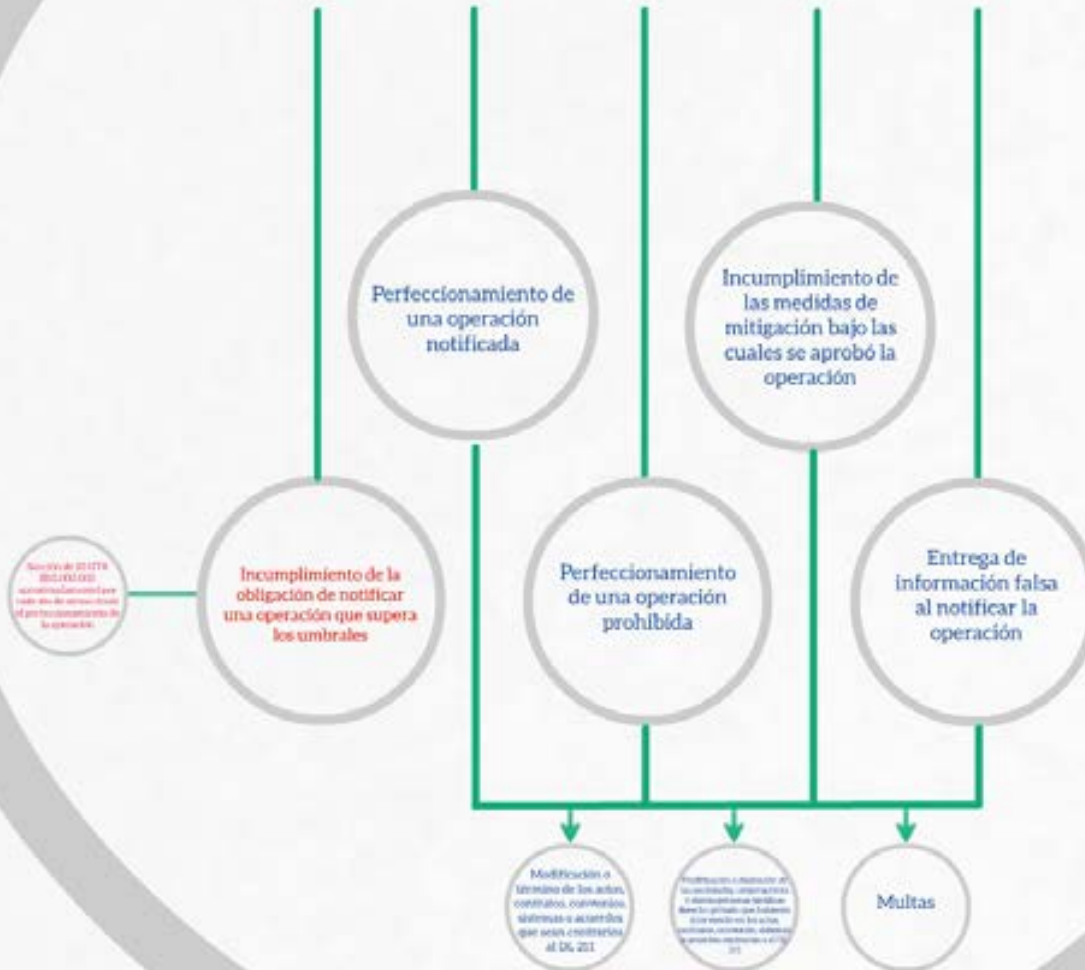 Perfeccionamiento de
una operación
notificada
Incumplimiento de
las medidas de
mitigación bajo las
cuales se aprobó la
operación
Incumplimiento de la
obligación de notificar
una operación que supera
los umbrales
Perfeccionamiento
de una operación
prohibida
Entrega de
información falsa
al notificar la
operación
Modificación o
término de los actos,
contratos, convenios,
sistemas o acuerdos
que sean contrarios
al DL 211
Multas